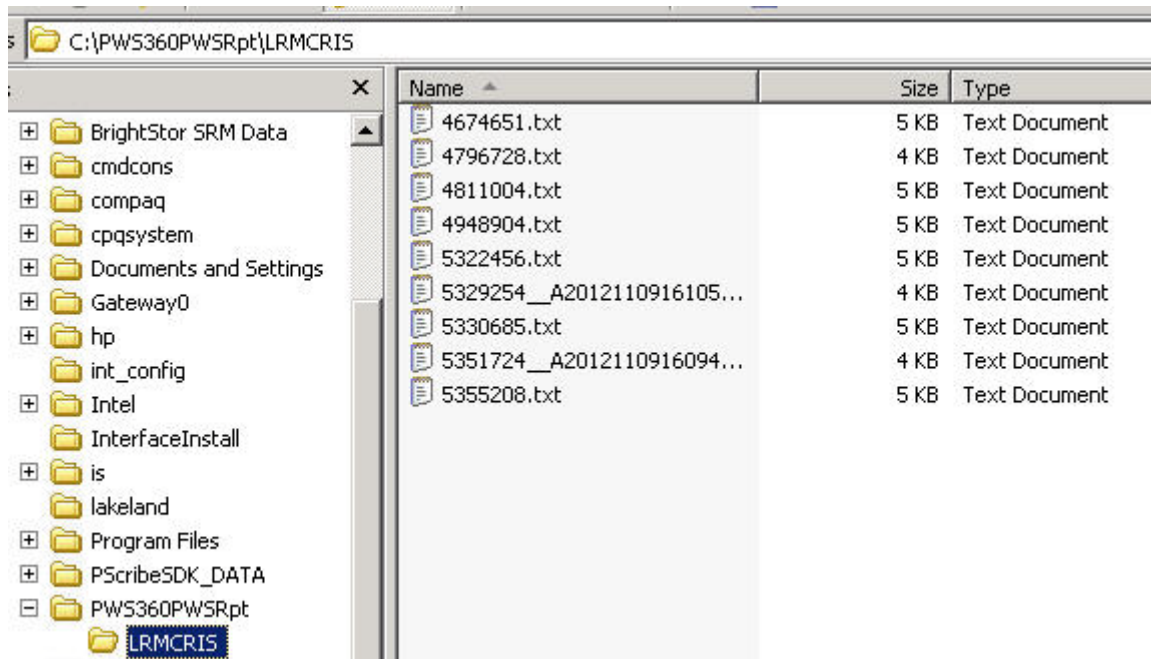 s C:\PWS360PWSRpt\LRMCRIS
Name Size Type
BrightStor SRM Data
cmdcons
compaq
cpqsystem
Documents and Settings
Gateway0
hp
int_config
Intel
InterfaceInstall
is
lakeland
Program Files
PScribeSDK_DATA
PWS360PWSRpt
LRMCRIS
4674651.txt 5 KB Text Document
4796728.txt 4 KB Text Document
4811004.txt 5 KB Text Document
4948904.txt 5 KB Text Document
5322456.txt 5 KB Text Document
5329254__A2012110916105... 4 KB Text Document
5330685.txt 5 KB Text Document
5351724__A2012110916094... 4 KB Text Document
5355208.txt 5 KB Text Document